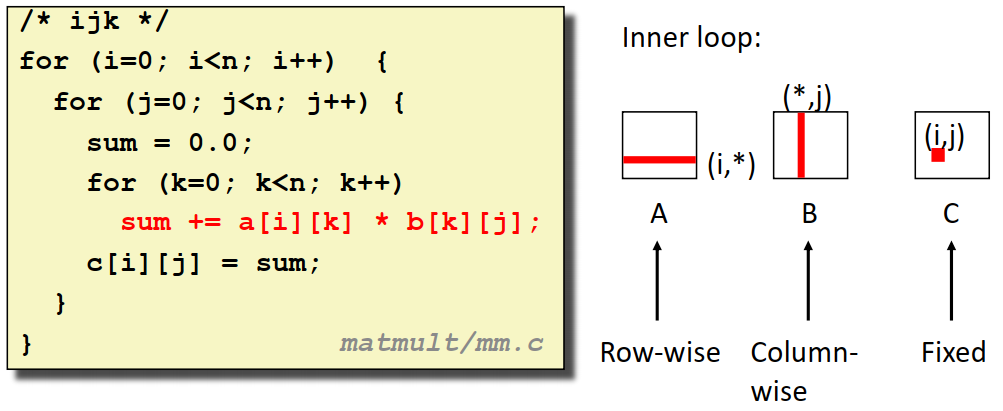 /* ijk */
for (i=0; i<n; i++)  {
  for (j=0; j<n; j++) {
    sum = 0.0;
    for (k=0; k<n; k++)
      sum += a[i][k] * b[k][j];
    c[i][j] = sum;
  }
}
matmult/mm.c
Inner loop:
(*,j)
(i,j)
(i,*)
A
B
C
Row-wise
Column-
wise
Fixed